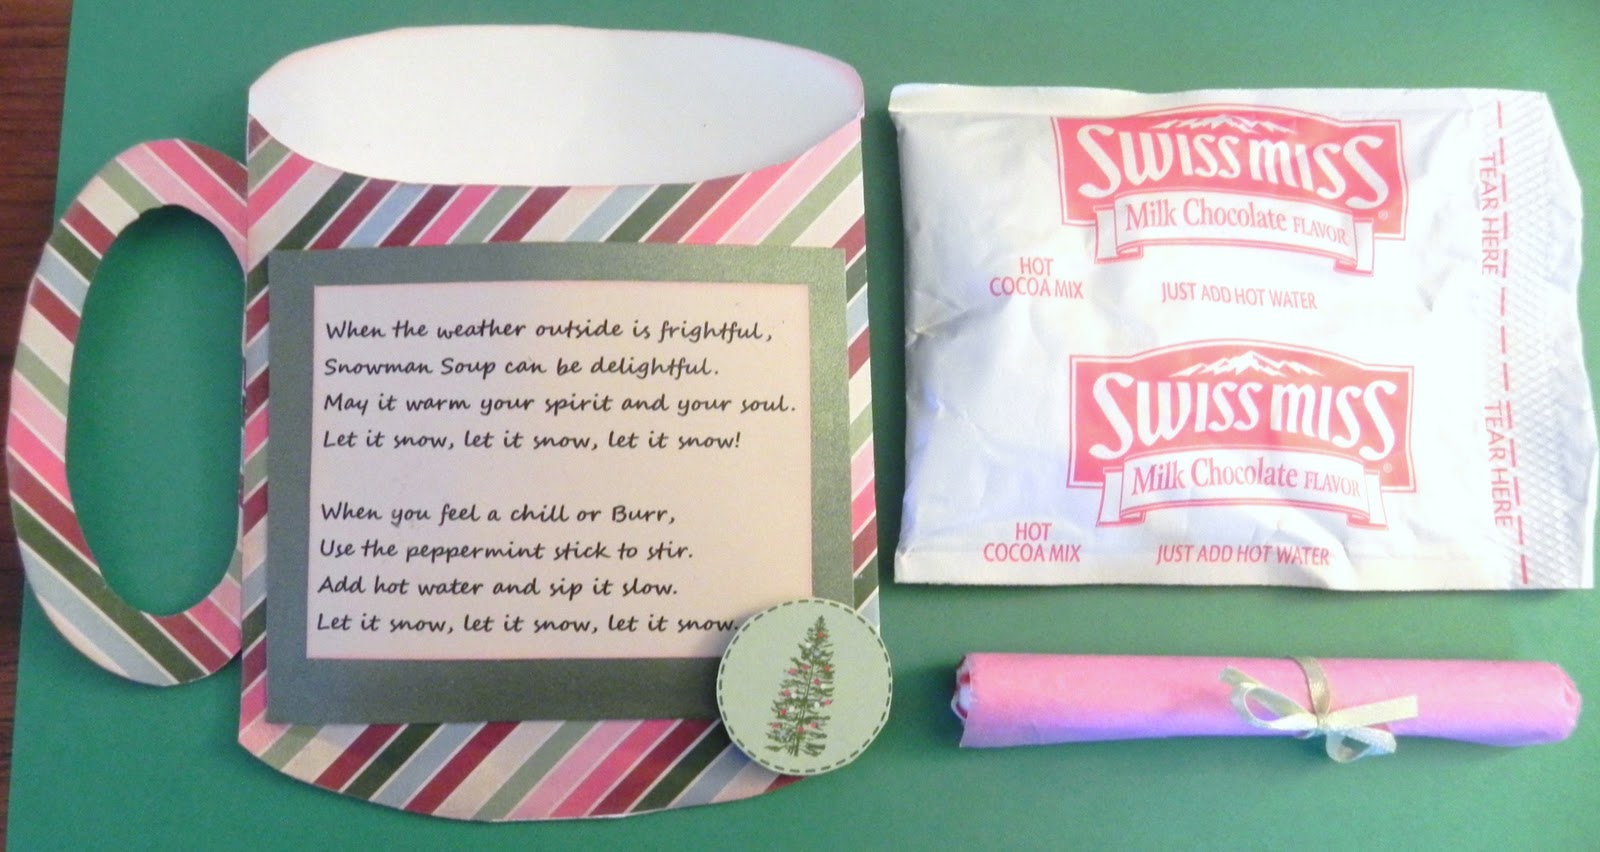 When the weather outside is frightful,
Snowman Soup can be delightful.
May it warm your spirit and your soul.
Let it snow, let it snow, let it snow!
When you feel a chill or Burr,
Use the peppermint stick to stir.
Add hot water and sip it slow.
Let it snow, let it snow, let it snow.
SWISS MISS
®
Milk Chocolate FLAVOR
HOT
COCOA MIX
JUST ADD HOT WATER
SWISS MISS
®
Milk Chocolate FLAVOR
HOT
COCOA MIX
JUST ADD HOT WATER
TEAR HERE
TEAR HERE